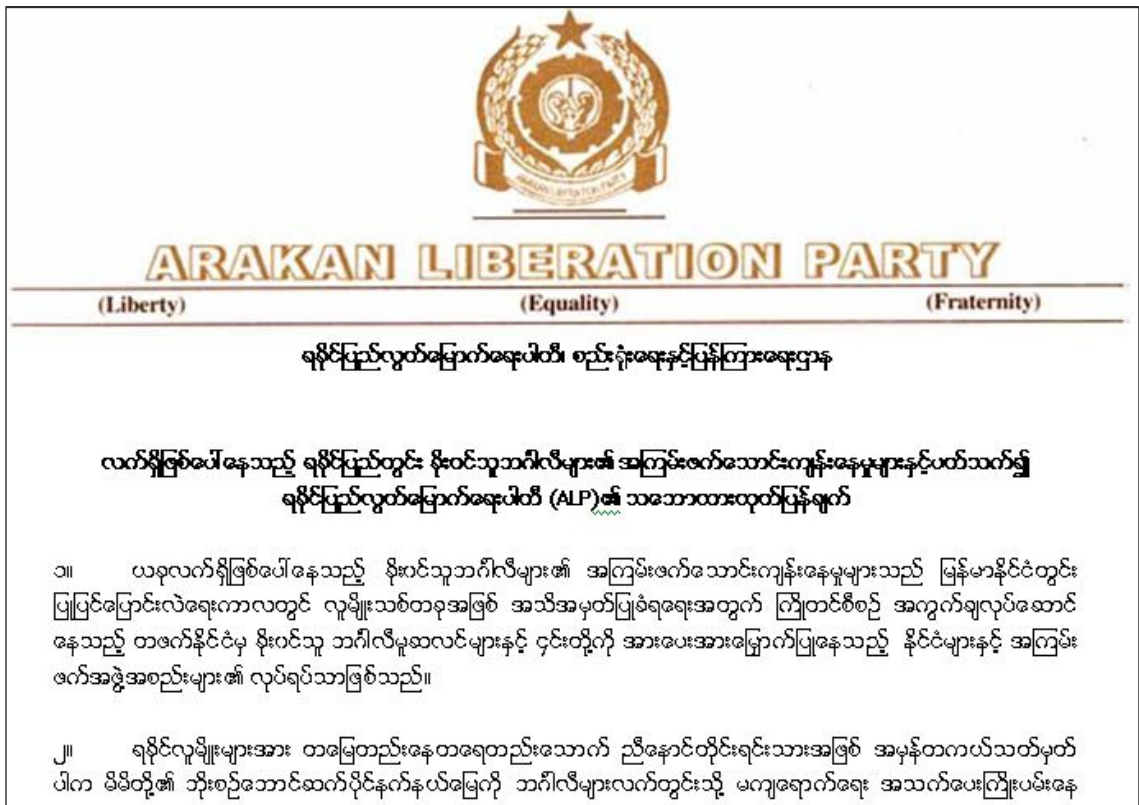 ARAKAN LIBERATION PARTY
ARAKAN LIBERATION PARTY
(Liberty) (Equality) (Fraternity)
ရခိုင်ပြည်လွတ်မြောက်ရေးပါတီ၊ စည်းရုံးရေးနှင့်ပြန်ကြားရေးဌာန
လက်ရှိဖြစ်ပေါ်နေသည့် ရခိုင်ပြည်တွင်း ခိုးဝင်သူဘင်္ဂါလီများ၏ အကြမ်းဖက်သောင်းကျန်းနေမှုများနှင့်ပတ်သက်၍
ရခိုင်ပြည်လွတ်မြောက်ရေးပါတီ (ALP)၏ သဘောထားထုတ်ပြန်ချက်
၁။ ယခုလက်ရှိဖြစ်ပေါ်နေသည့် ခိုးဝင်သူဘင်္ဂါလီများ၏ အကြမ်းဖက်သောင်းကျန်းနေမှုများသည် မြန်မာနိုင်ငံတွင်း
ပြုပြင်ပြောင်းလဲရေးကာလတွင် လူမျိုးသစ်တခုအဖြစ် အသိအမှတ်ပြုခံရရေးအတွက် ကြိုတင်စီစဉ် အကွက်ချလုပ်ဆောင်
နေသည့် တဖက်နိုင်ငံမှ ခိုးဝင်သူ ဘင်္ဂါလီမူဆလင်များနှင့် ၄င်းတို့ကို အားပေးအားမြှောက်ပြုနေသည့် နိုင်ငံများနှင့် အကြမ်း
ဖက်အဖွဲ့အစည်းများ၏ လုပ်ရပ်သာဖြစ်သည်။
၂။ ရခိုင်လူမျိုးများအား တမြေတည်းနေတရေတည်းသောက် ညီနောင်တိုင်းရင်းသားအဖြစ် အမှန်တကယ်သတ်မှတ်
ပါက မိမိတို့၏ ဘိုးစဉ်ဘောင်ဆက်ပိုင်နက်နယ်မြေကို ဘင်္ဂါလီများလက်တွင်းသို့ မကျရောက်ရေး အသက်ပေးကြိုးပမ်းနေ